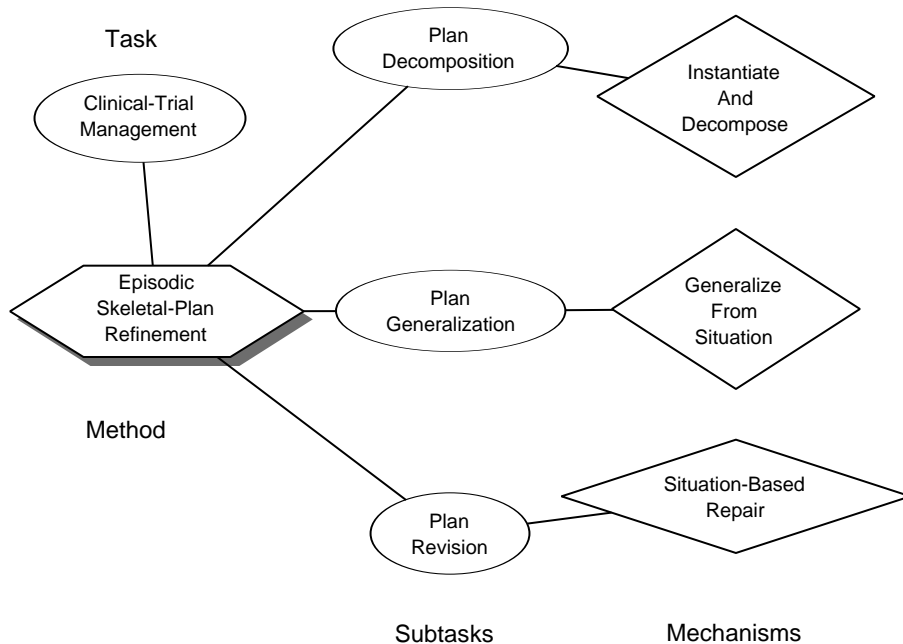 Task
Clinical-Trial
Management
Plan
Decomposition
Instantiate
And
Decompose
Episodic
Skeletal-Plan
Refinement
Plan
Generalization
Generalize
From
Situation
Method
Plan
Revision
Situation-Based
Repair
Subtasks
Mechanisms